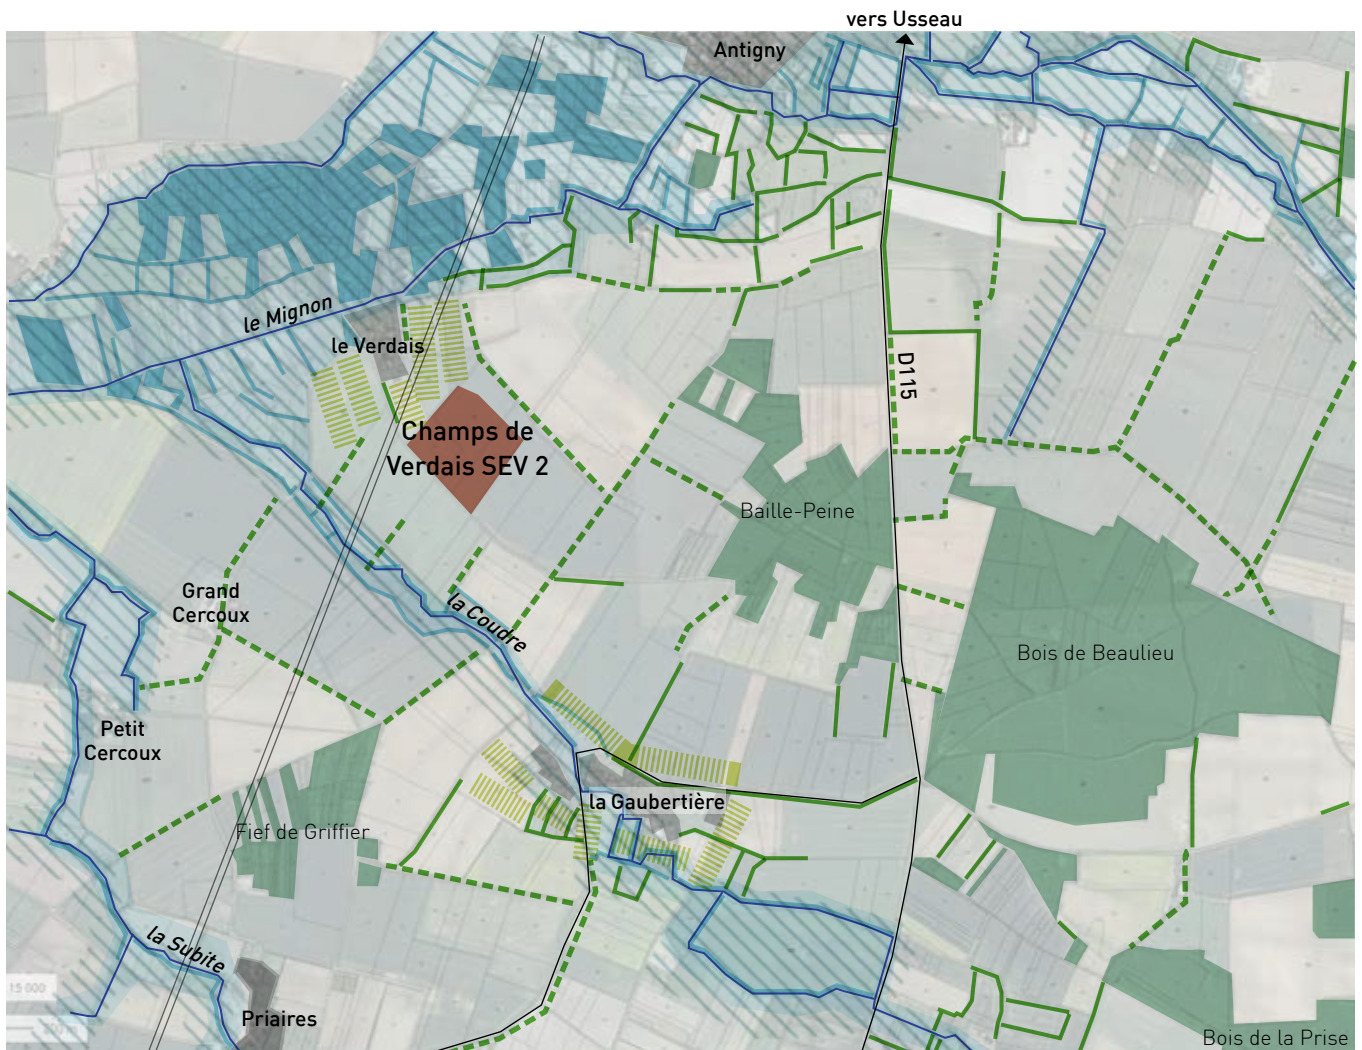 vers Usseau
Antigny
le Mignon
le Verdais
D115
Champs de
Verdais SEV 2
Baille-Peine
Grand
Cercoux
la Coudre
Bois de Beaulieu
Petit
Cercoux
la Gaubertière
Fief de Griffier
la Subite
Priaires
Bois de la Prise